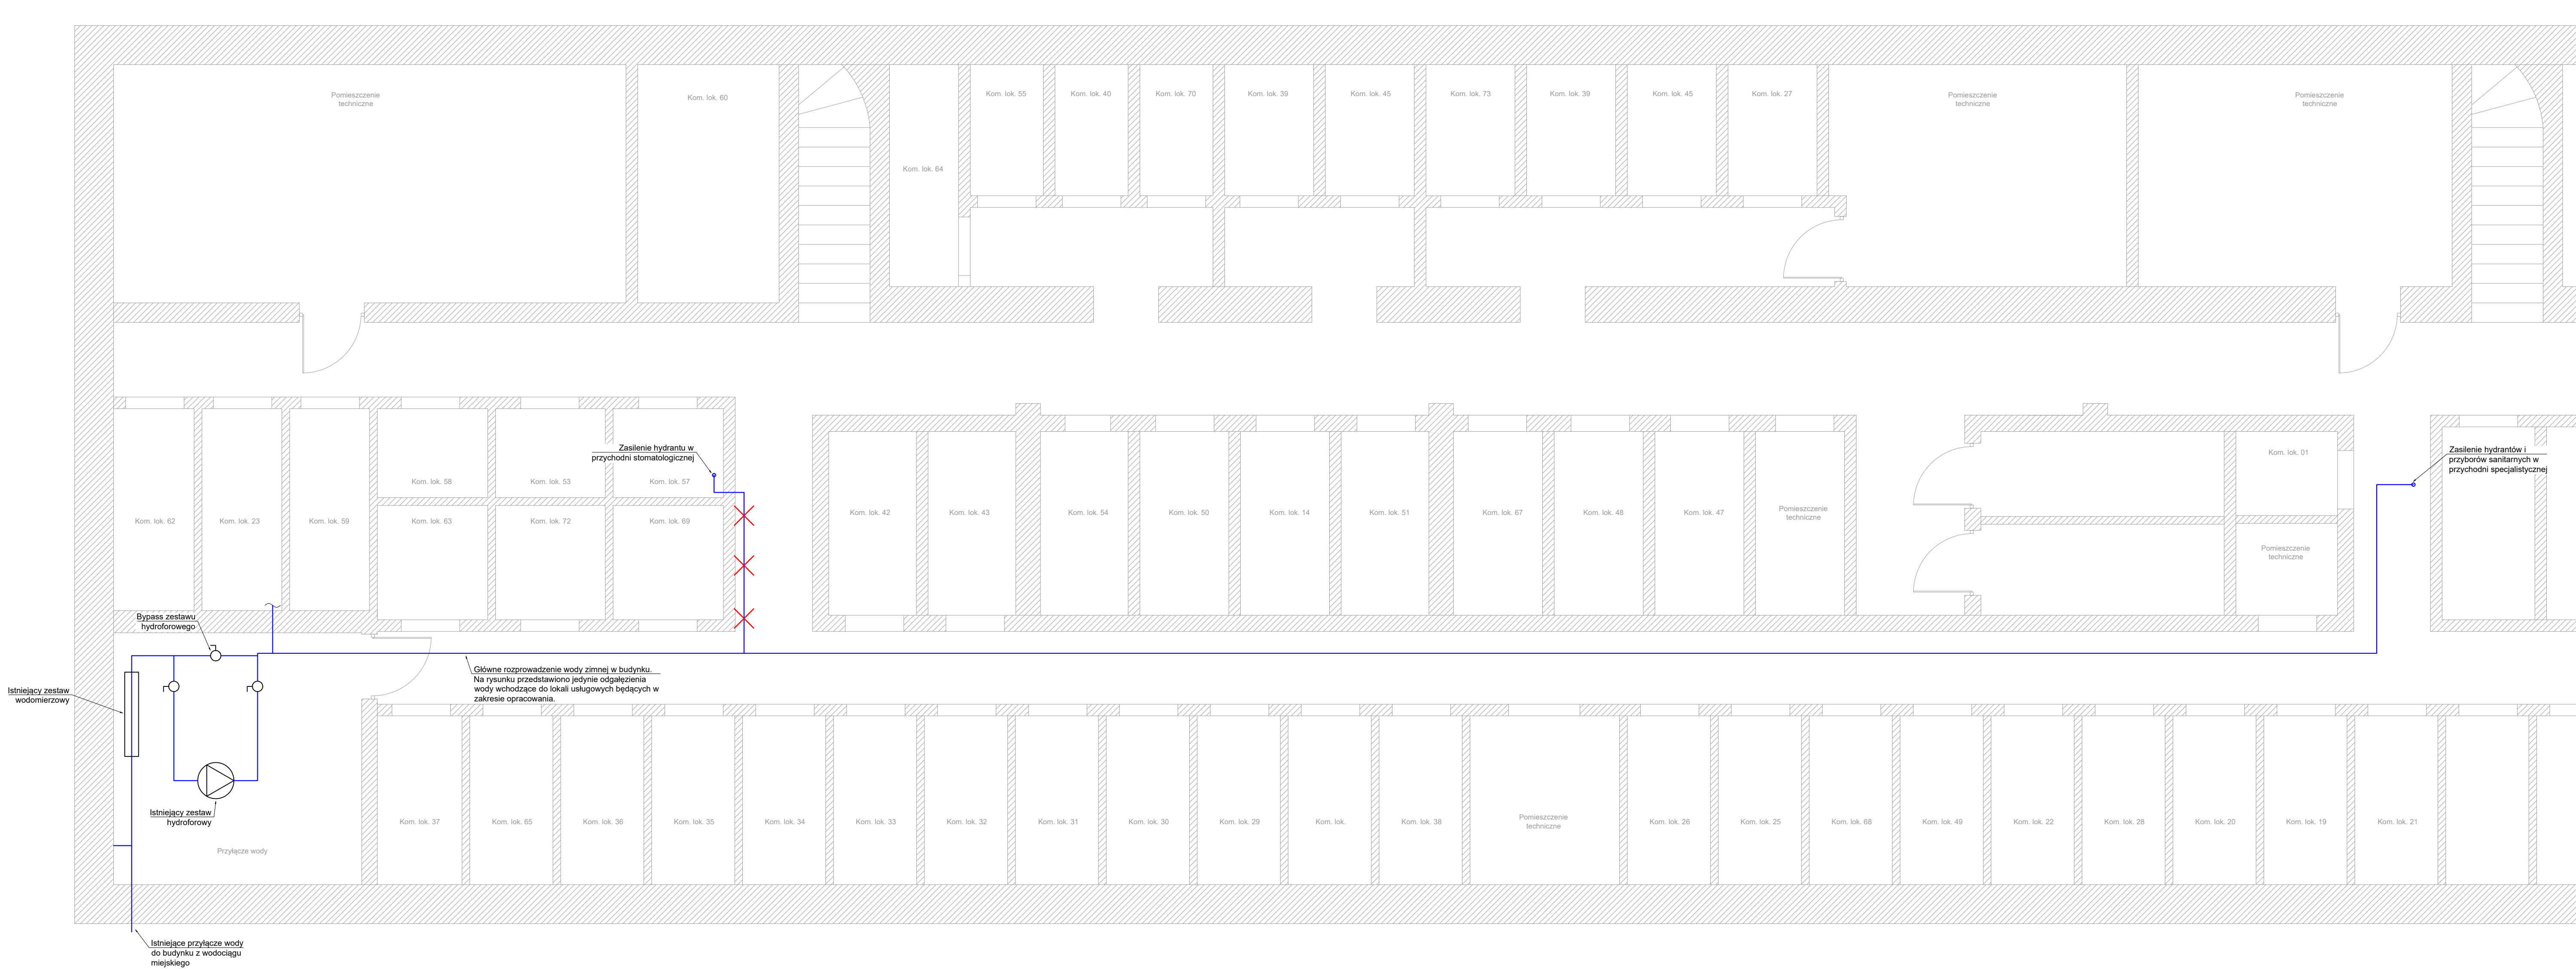 Pomieszczenie
techniczne
Kom. lok. 60
Kom. lok. 64
Kom. lok. 55
Kom. lok. 40
Kom. lok. 70
Kom. lok. 39
Kom. lok. 45
Kom. lok. 73
Kom. lok. 39
Kom. lok. 45
Kom. lok. 27
Pomieszczenie
techniczne
Pomieszczenie
techniczne
Kom. lok. 58
Kom. lok. 53
Kom. lok. 57
Zasilenie hydrantu w
przychodni stomatologicznej
Kom. lok. 62
Kom. lok. 23
Kom. lok. 59
Kom. lok. 63
Kom. lok. 72
Kom. lok. 69
Kom. lok. 42
Kom. lok. 43
Kom. lok. 54
Kom. lok. 50
Kom. lok. 14
Kom. lok. 51
Kom. lok. 67
Kom. lok. 48
Kom. lok. 47
Pomieszczenie
techniczne
Kom. lok. 01
Pomieszczenie
techniczne
Zasilenie hydrantów i
przyborów sanitarnych w
przychodni specjalistycznej
Bypass zestawu
hydroforowego
Istniejący zestaw
wodomierzowy
Główne rozprowadzenie wody zimnej w budynku.
Na rysunku przedstawiono jedynie odgałęzienia
wody wchodzące do lokali usługowych będących w
zakresie opracowania.
Istniejący zestaw
hydroforowy
Przyłącze wody
Kom. lok. 37
Kom. lok. 65
Kom. lok. 36
Kom. lok. 35
Kom. lok. 34
Kom. lok. 33
Kom. lok. 32
Kom. lok. 31
Kom. lok. 30
Kom. lok. 29
Kom. lok.
Kom. lok. 38
Pomieszczenie
techniczne
Kom. lok. 26
Kom. lok. 25
Kom. lok. 68
Kom. lok. 49
Kom. lok. 22
Kom. lok. 28
Kom. lok. 20
Kom. lok. 19
Kom. lok. 21
Istniejące przyłącze wody
do budynku z wodociągu
miejskiego